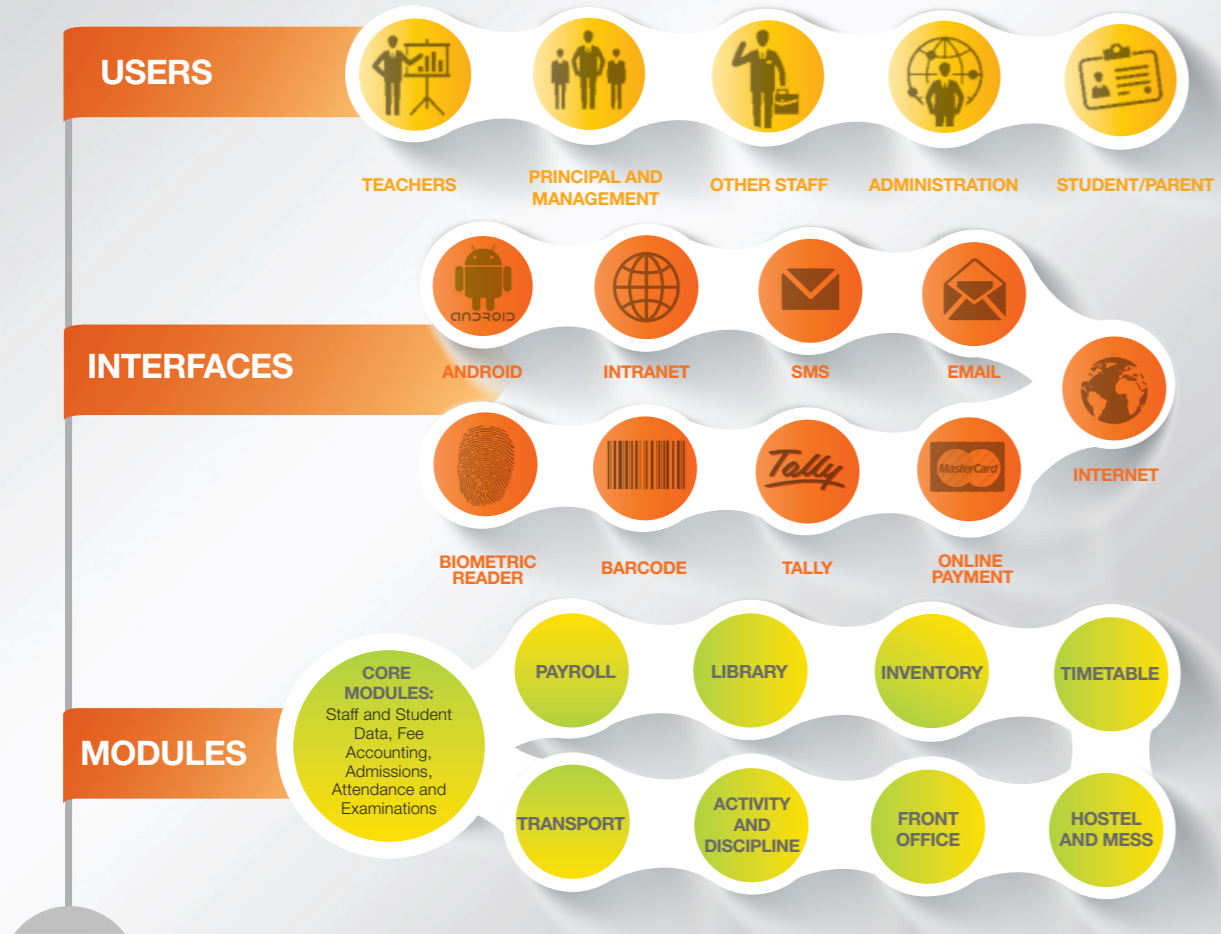 USERS
TEACHERS
PRINCIPAL AND
MANAGEMENT
OTHER STAFF
ADMINISTRATION
STUDENT/PARENT
INTERFACES
ANDROID
ANDROID
INTRANET
SMS
EMAIL
INTERNET
Tally
MasterCard
BIOMETRIC
READER
BARCODE
TALLY
ONLINE
PAYMENT
MODULES
CORE
MODULES:
Staff and Student
Data, Fee
Accounting,
Admissions,
Attendance and
Examinations
PAYROLL
LIBRARY
INVENTORY
TIMETABLE
TRANSPORT
ACTIVITY
AND
DISCIPLINE
FRONT
OFFICE
HOSTEL
AND MESS